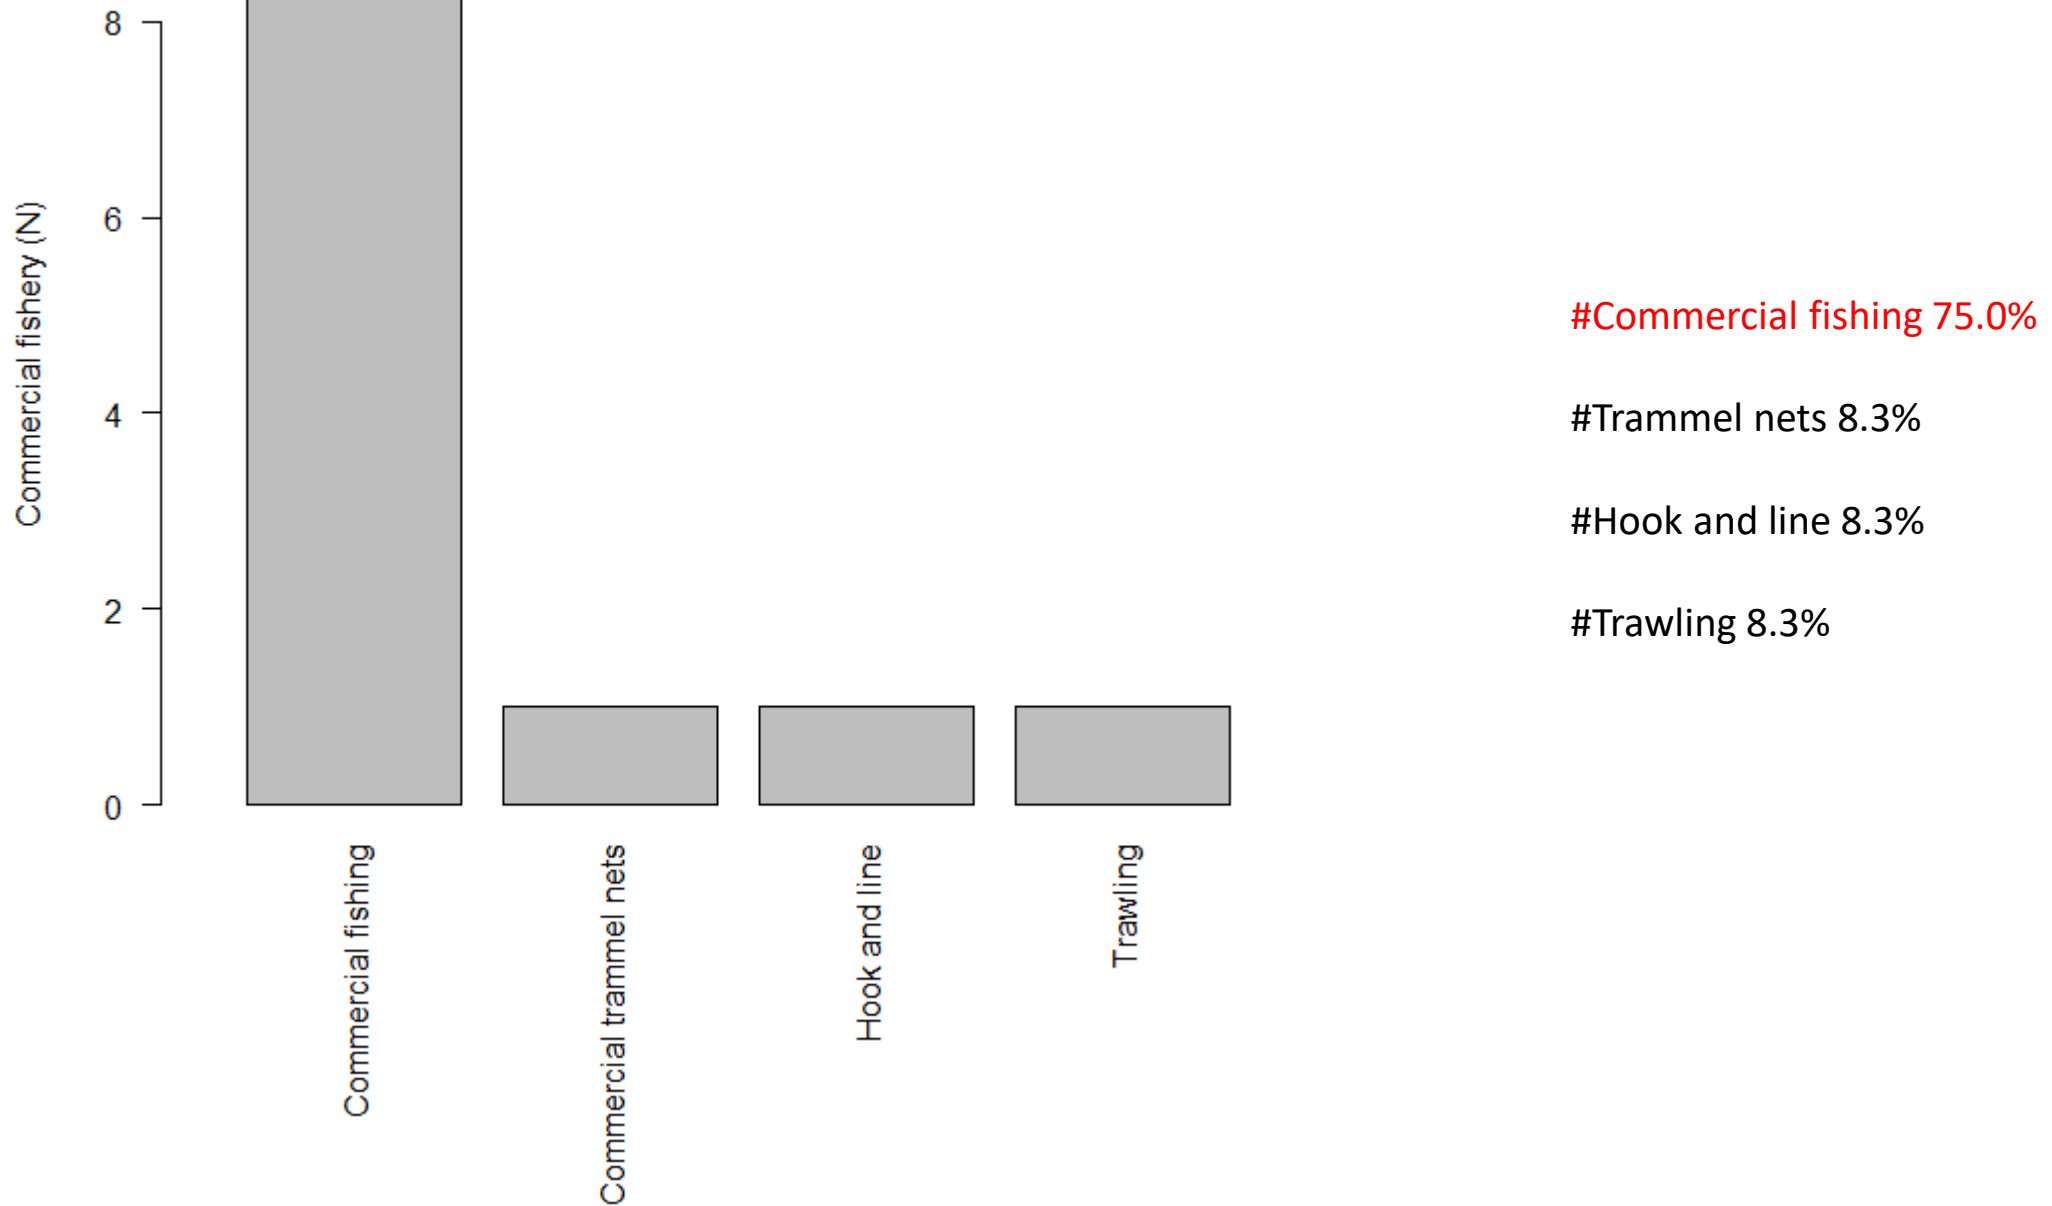 Commercial fishery (N)
8
6
4
2
0
Commercial fishing
Commercial trammel nets
Hook and line
Trawling
#Commercial fishing 75.0%
#Trammel nets 8.3%
#Hook and line 8.3%
#Trawling 8.3%